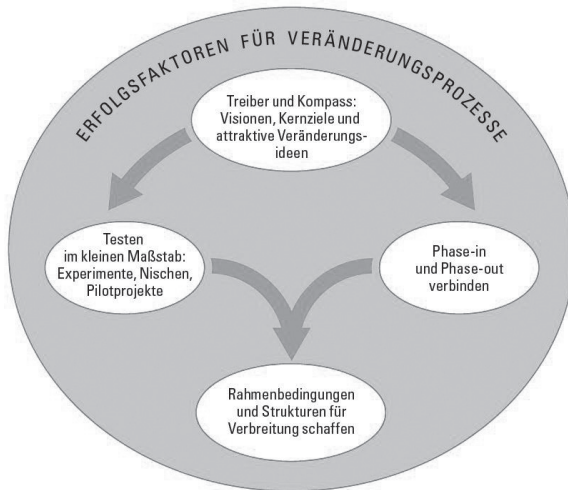 ERFOLGSFAKTOREN FÜR VERÄNDERUNGSPROZESSE
Treiber und Kompass:
Visionen, Kernziele und
attraktive Veränderungs-
ideen
Testen
im kleinen Maßstab:
Experimente, Nischen,
Pilotprojekte
Phase-in
und Phase-out
verbinden
Rahmenbedingungen
und Strukturen für
Verbreitung schaffen